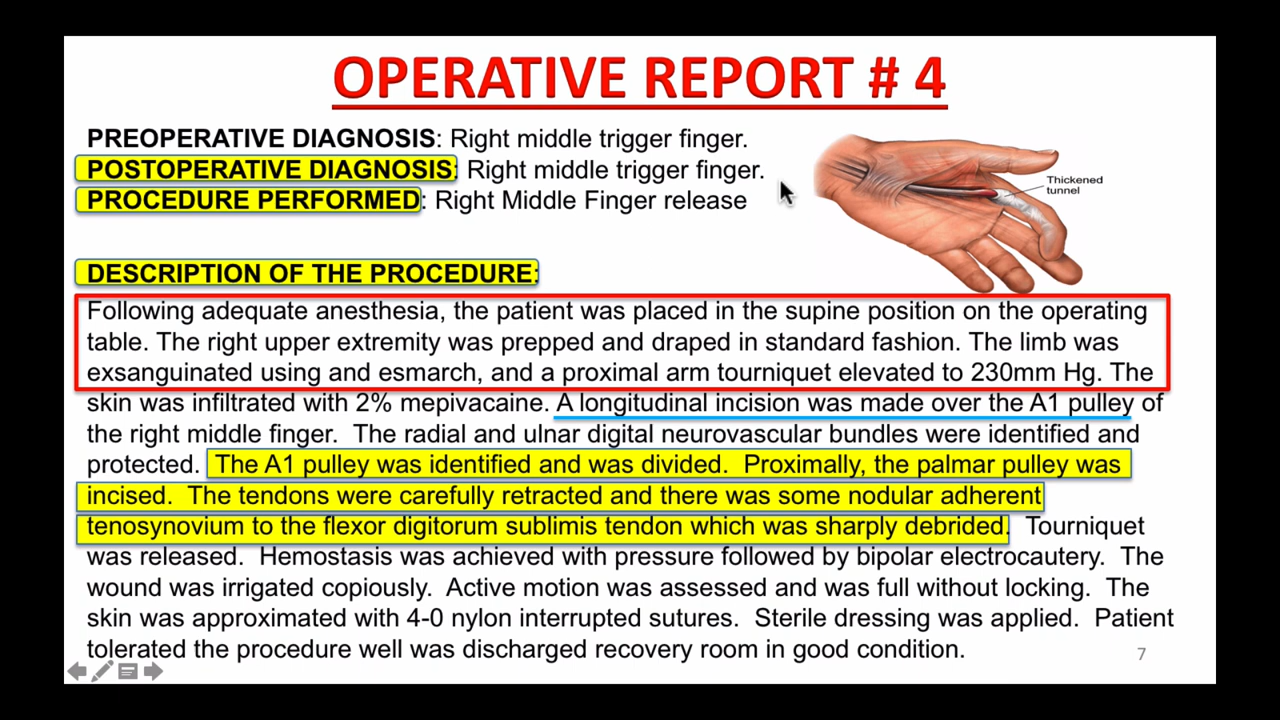 OPERATIVE REPORT # 4
PREOPERATIVE DIAGNOSIS: Right middle trigger finger.
POSTOPERATIVE DIAGNOSIS: Right middle trigger finger.
PROCEDURE PERFORMED: Right Middle Finger release
Thickened
tunnel
DESCRIPTION OF THE PROCEDURE:
Following adequate anesthesia, the patient was placed in the supine position on the operating
table. The right upper extremity was prepped and draped in standard fashion. The limb was
exsanguinated using and esmarch, and a proximal arm tourniquet elevated to 230mm Hg. The
skin was infiltrated with 2% mepivacaine. A longitudinal incision was made over the A1 pulley of
the right middle finger. The radial and ulnar digital neurovascular bundles were identified and
protected. The A1 pulley was identified and was divided. Proximally, the palmar pulley was
incised. The tendons were carefully retracted and there was some nodular adherent
tenosynovium to the flexor digitorum sublimis tendon which was sharply debrided. Tourniquet
was released. Hemostasis was achieved with pressure followed by bipolar electrocautery. The
wound was irrigated copiously. Active motion was assessed and was full without locking. The
skin was approximated with 4-0 nylon interrupted sutures. Sterile dressing was applied. Patient
tolerated the procedure well was discharged recovery room in good condition.
7